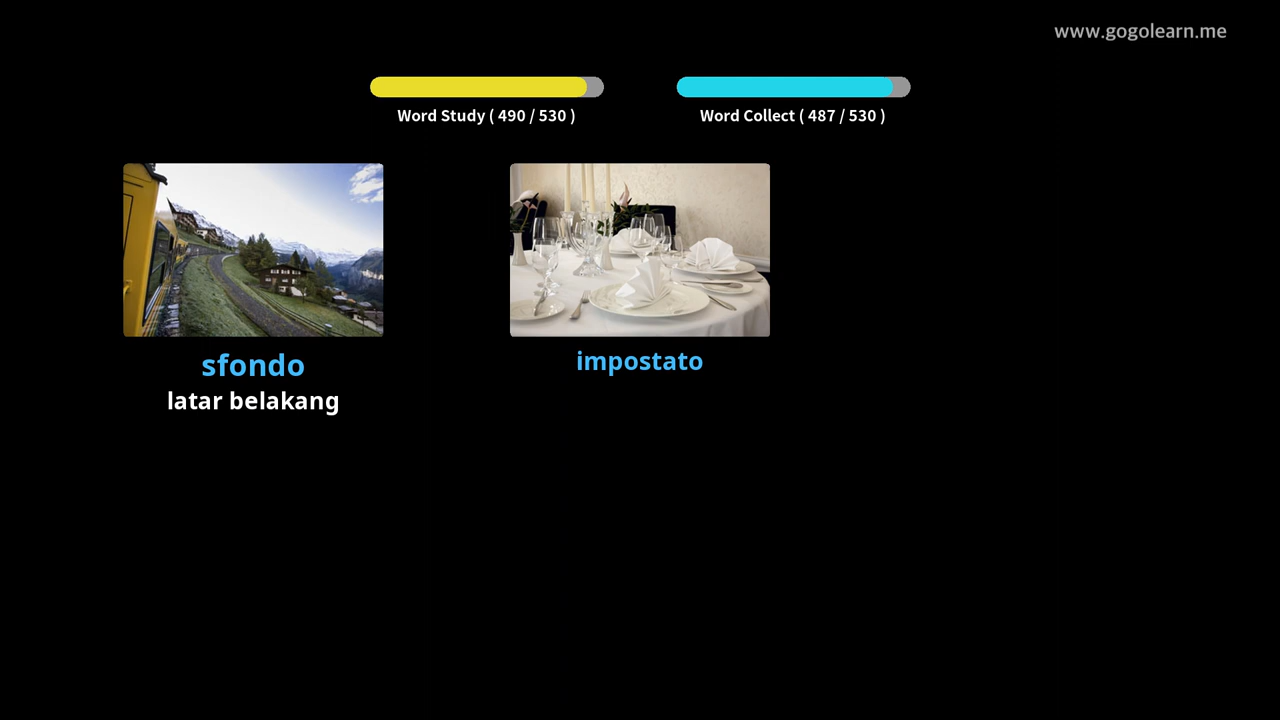 www.gogolearn.me
Word Study ( 490 / 530 )
Word Collect ( 487 / 530 )
sfondo
latar belakang
impostato